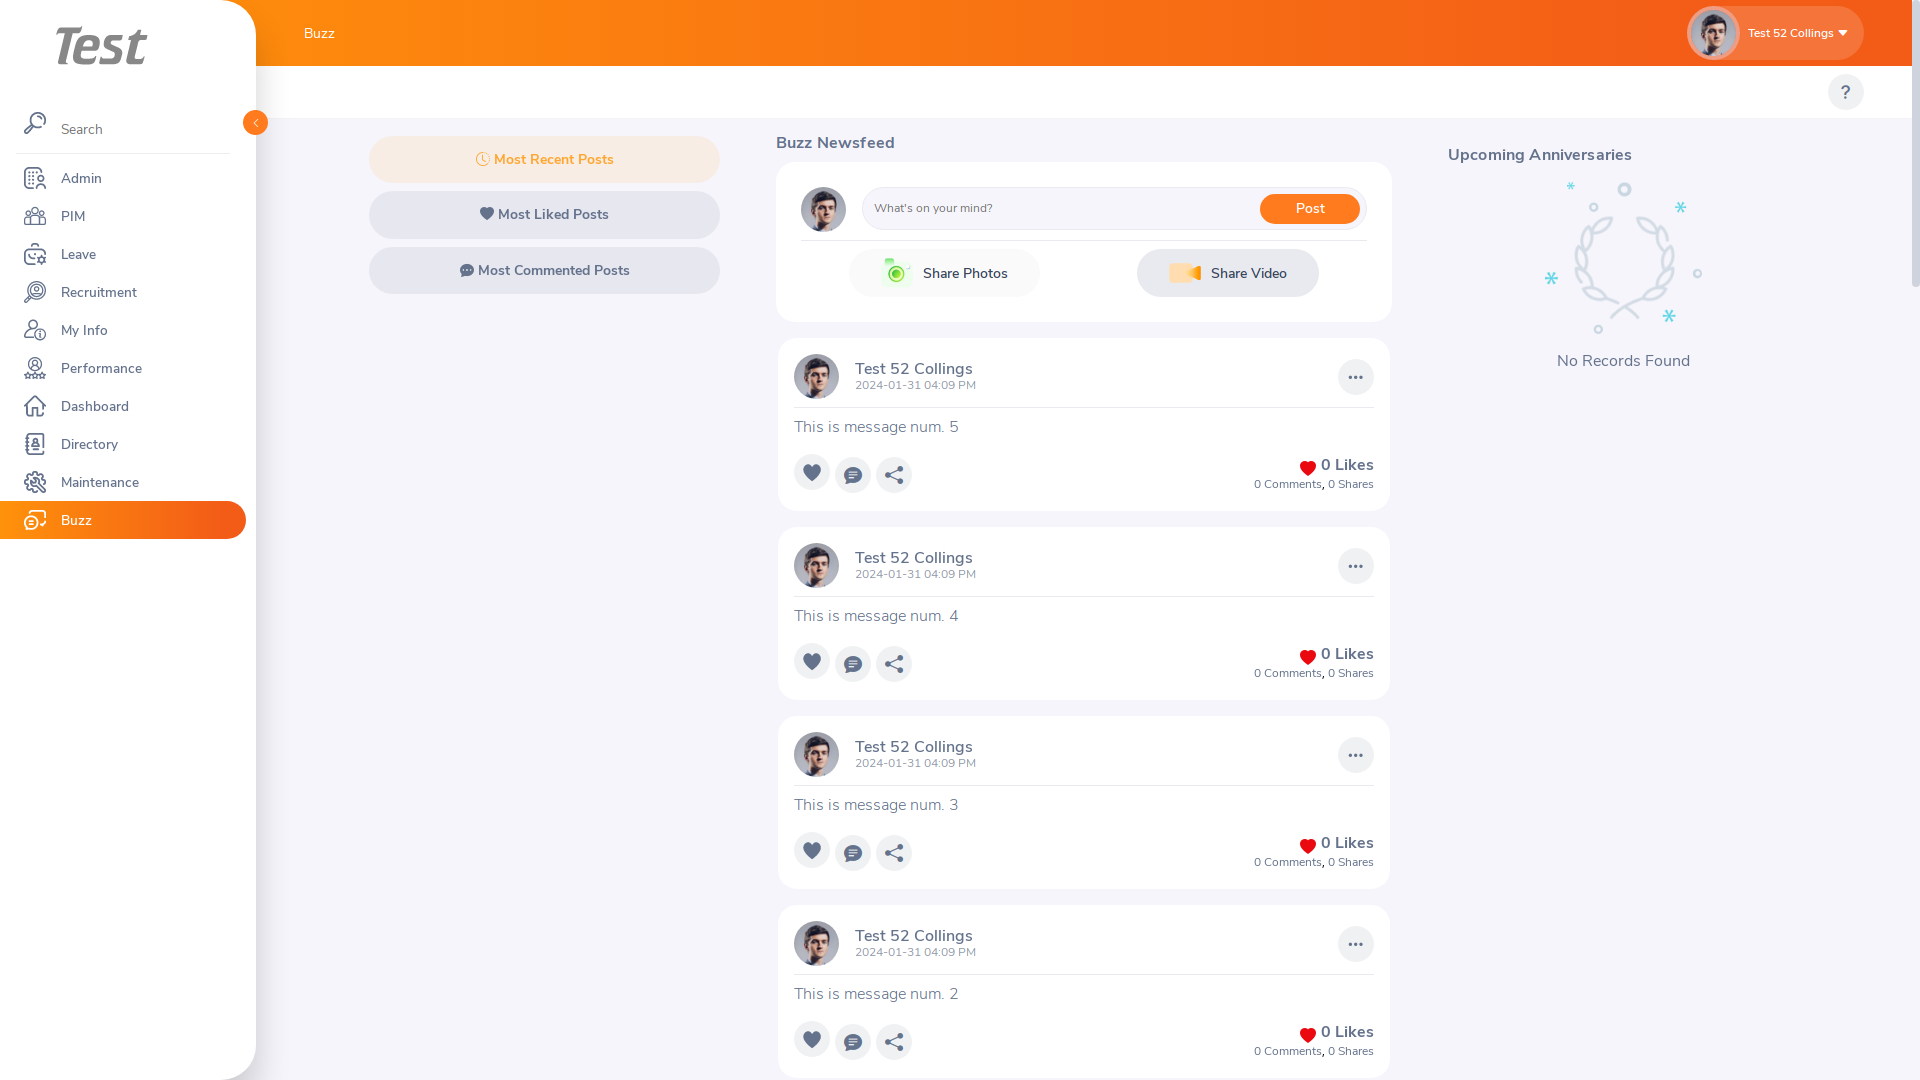 Test
Search
Admin
PIM
Leave
Recruitment
My Info
Performance
Dashboard
Directory
Maintenance
Buzz
Buzz
Test 52 Collings
?
Most Recent Posts
Most Liked Posts
Most Commented Posts
Buzz Newsfeed
What's on your mind?
Post
Share Photos
Share Video
Test 52 Collings
2024-01-31 04:09 PM
This is message num. 5
0 Likes
0 Comments, 0 Shares
Test 52 Collings
2024-01-31 04:09 PM
This is message num. 4
0 Likes
0 Comments, 0 Shares
Test 52 Collings
2024-01-31 04:09 PM
This is message num. 3
0 Likes
0 Comments, 0 Shares
Test 52 Collings
2024-01-31 04:09 PM
This is message num. 2
0 Likes
0 Comments, 0 Shares
Upcoming Anniversaries
No Records Found